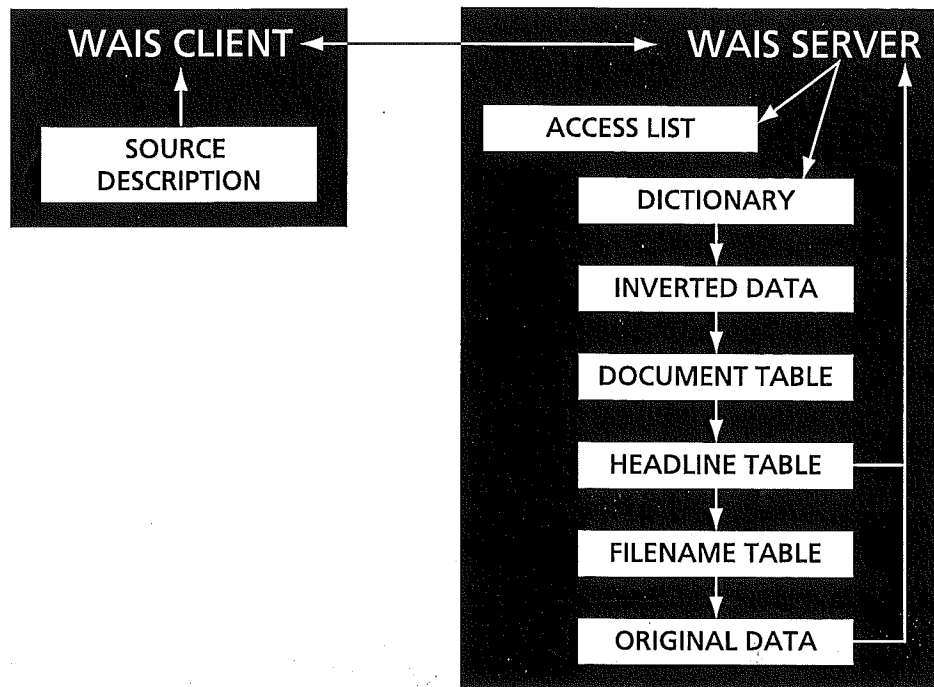 WAIS CLIENT
SOURCE
DESCRIPTION
WAIS SERVER
ACCESS LIST
DICTIONARY
INVERTED DATA
DOCUMENT TABLE
HEADLINE TABLE
FILENAME TABLE
ORIGINAL DATA